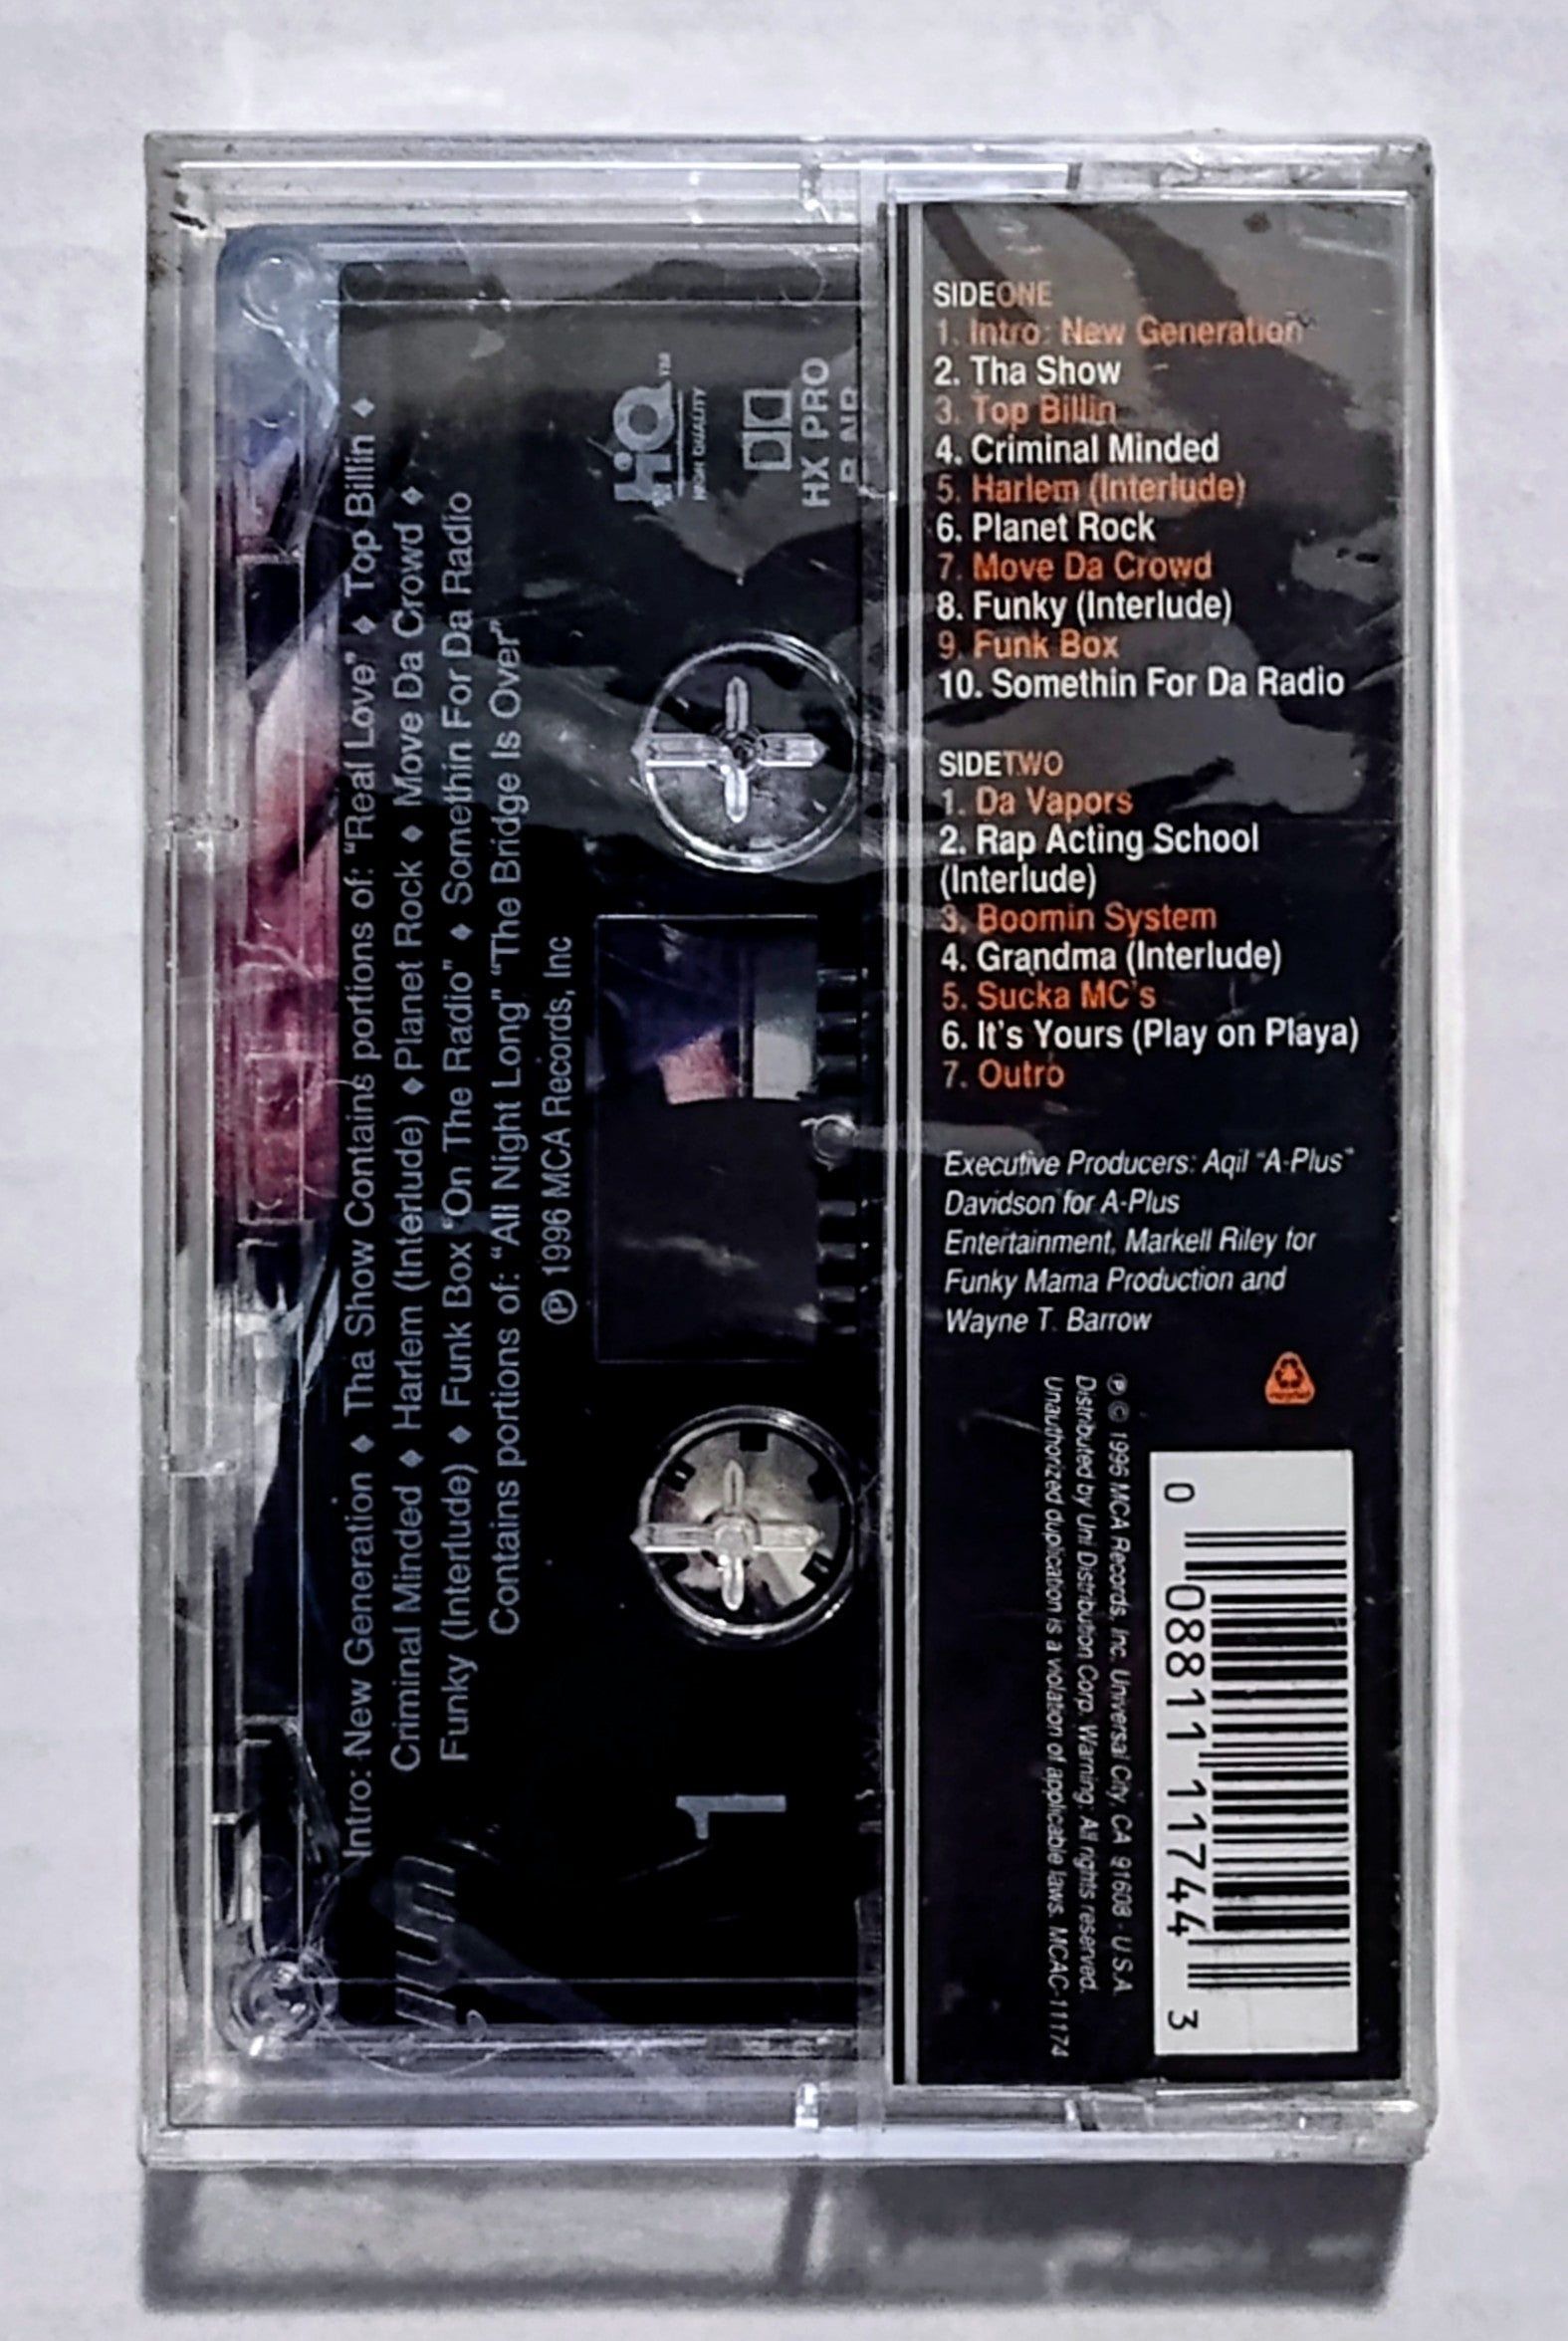 SIDEONE
1. Intro: New Generation
2. Tha Show
3. Top Billin
4. Criminal Minded
5. Harlem (Interlude)
6. Planet Rock
7. Move Da Crowd
8. Funky (Interlude)
9. Funk Box
10. Somethin For Da Radio
SIDETWO
1. Da Vapors
2. Rap Acting School
(Interlude)
3. Boomin System
4. Grandma (Interlude)
5. Sucka MC's
6. It's Yours (Play on Playa)
7. Outro
Executive Producers: Aqil "A-Plus"
Davidson for A-Plus
Entertainment, Markell Riley for
Funky Mama Production and
Wayne T. Barrow
℗ © 1996 MCA Records, Inc. Universal City, CA 91608 - U.S.A.
Distributed by Uni Distribution Corp. Warning: All rights reserved.
Unauthorized duplication is a violation of applicable laws. MCAC-11174
0 08811 11744 3
Intro: New Generation ♦ Tha Show Contains portions of: "Real Love" ♦ Top Billin ♦
Criminal Minded ♦ Harlem (Interlude) ♦ Planet Rock ♦ Move Da Crowd ♦
Funky (Interlude) ♦ Funk Box "On The Radio" ♦ Somethin For Da Radio
Contains portions of: "All Night Long" "The Bridge Is Over"
℗ 1996 MCA Records, Inc
HiQ™
HIGH QUALITY
HX PRO
B NR
1